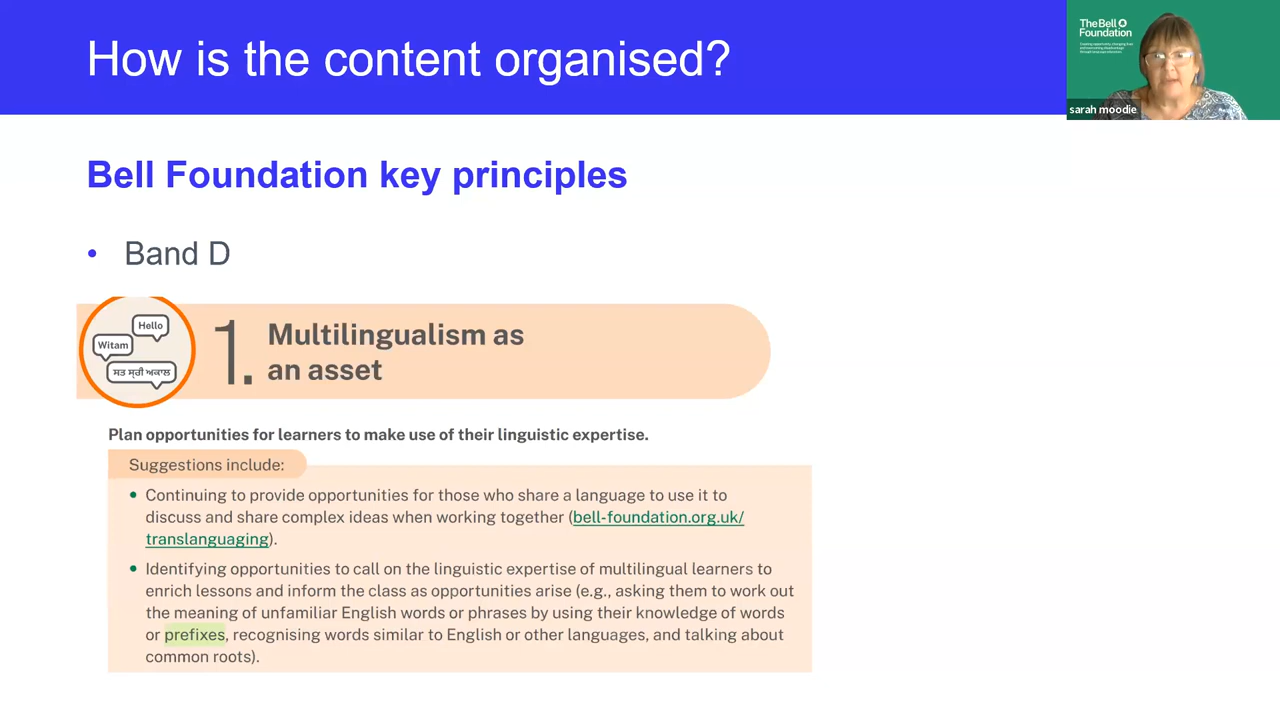 How is the content organised?
The Bell
Foundation
sarah moodie
Bell Foundation key principles
• Band D
Hello
Witam
ਸਤ ਸ੍ਰੀ ਅਕਾਲ
1. Multilingualism as
an asset
Plan opportunities for learners to make use of their linguistic expertise.
Suggestions include:
• Continuing to provide opportunities for those who share a language to use it to
discuss and share complex ideas when working together (bell-foundation.org.uk/
translanguaging).
• Identifying opportunities to call on the linguistic expertise of multilingual learners to
enrich lessons and inform the class as opportunities arise (e.g., asking them to work out
the meaning of unfamiliar English words or phrases by using their knowledge of words
or prefixes, recognising words similar to English or other languages, and talking about
common roots).